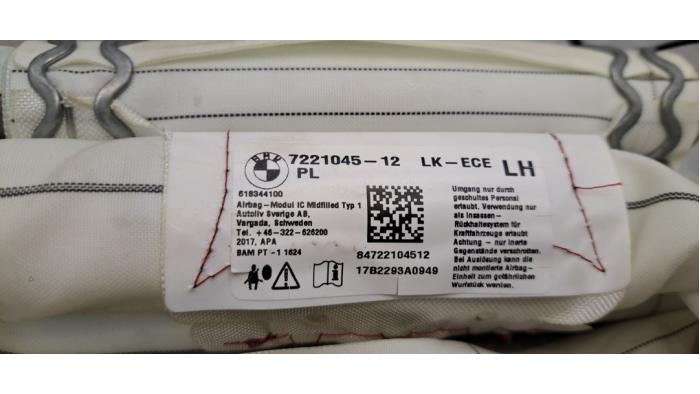 BMW 7221045-12 LK-ECE LH
PL
618344100
Airbag-Modul IC Midfilled Typ 1
Autoliv Sverige AB,
Vargada, Schweden
Tel. +46-322-626200
2017, APA
BAM PT -1 1624
84722104512
17B2293A0949
Umgang nur durch
geschultes Personal
erlaubt. Verwendung nur
als Insassen-
Rückhaltesystem für
Kraftfahrzeuge erlaubt
Achtung - nur inerte
Gegenstände verschrotten.
Bei Auslösung kann die
nicht montierte Airbag-
Einheit zum gefährlichen
Wurfstück werden.